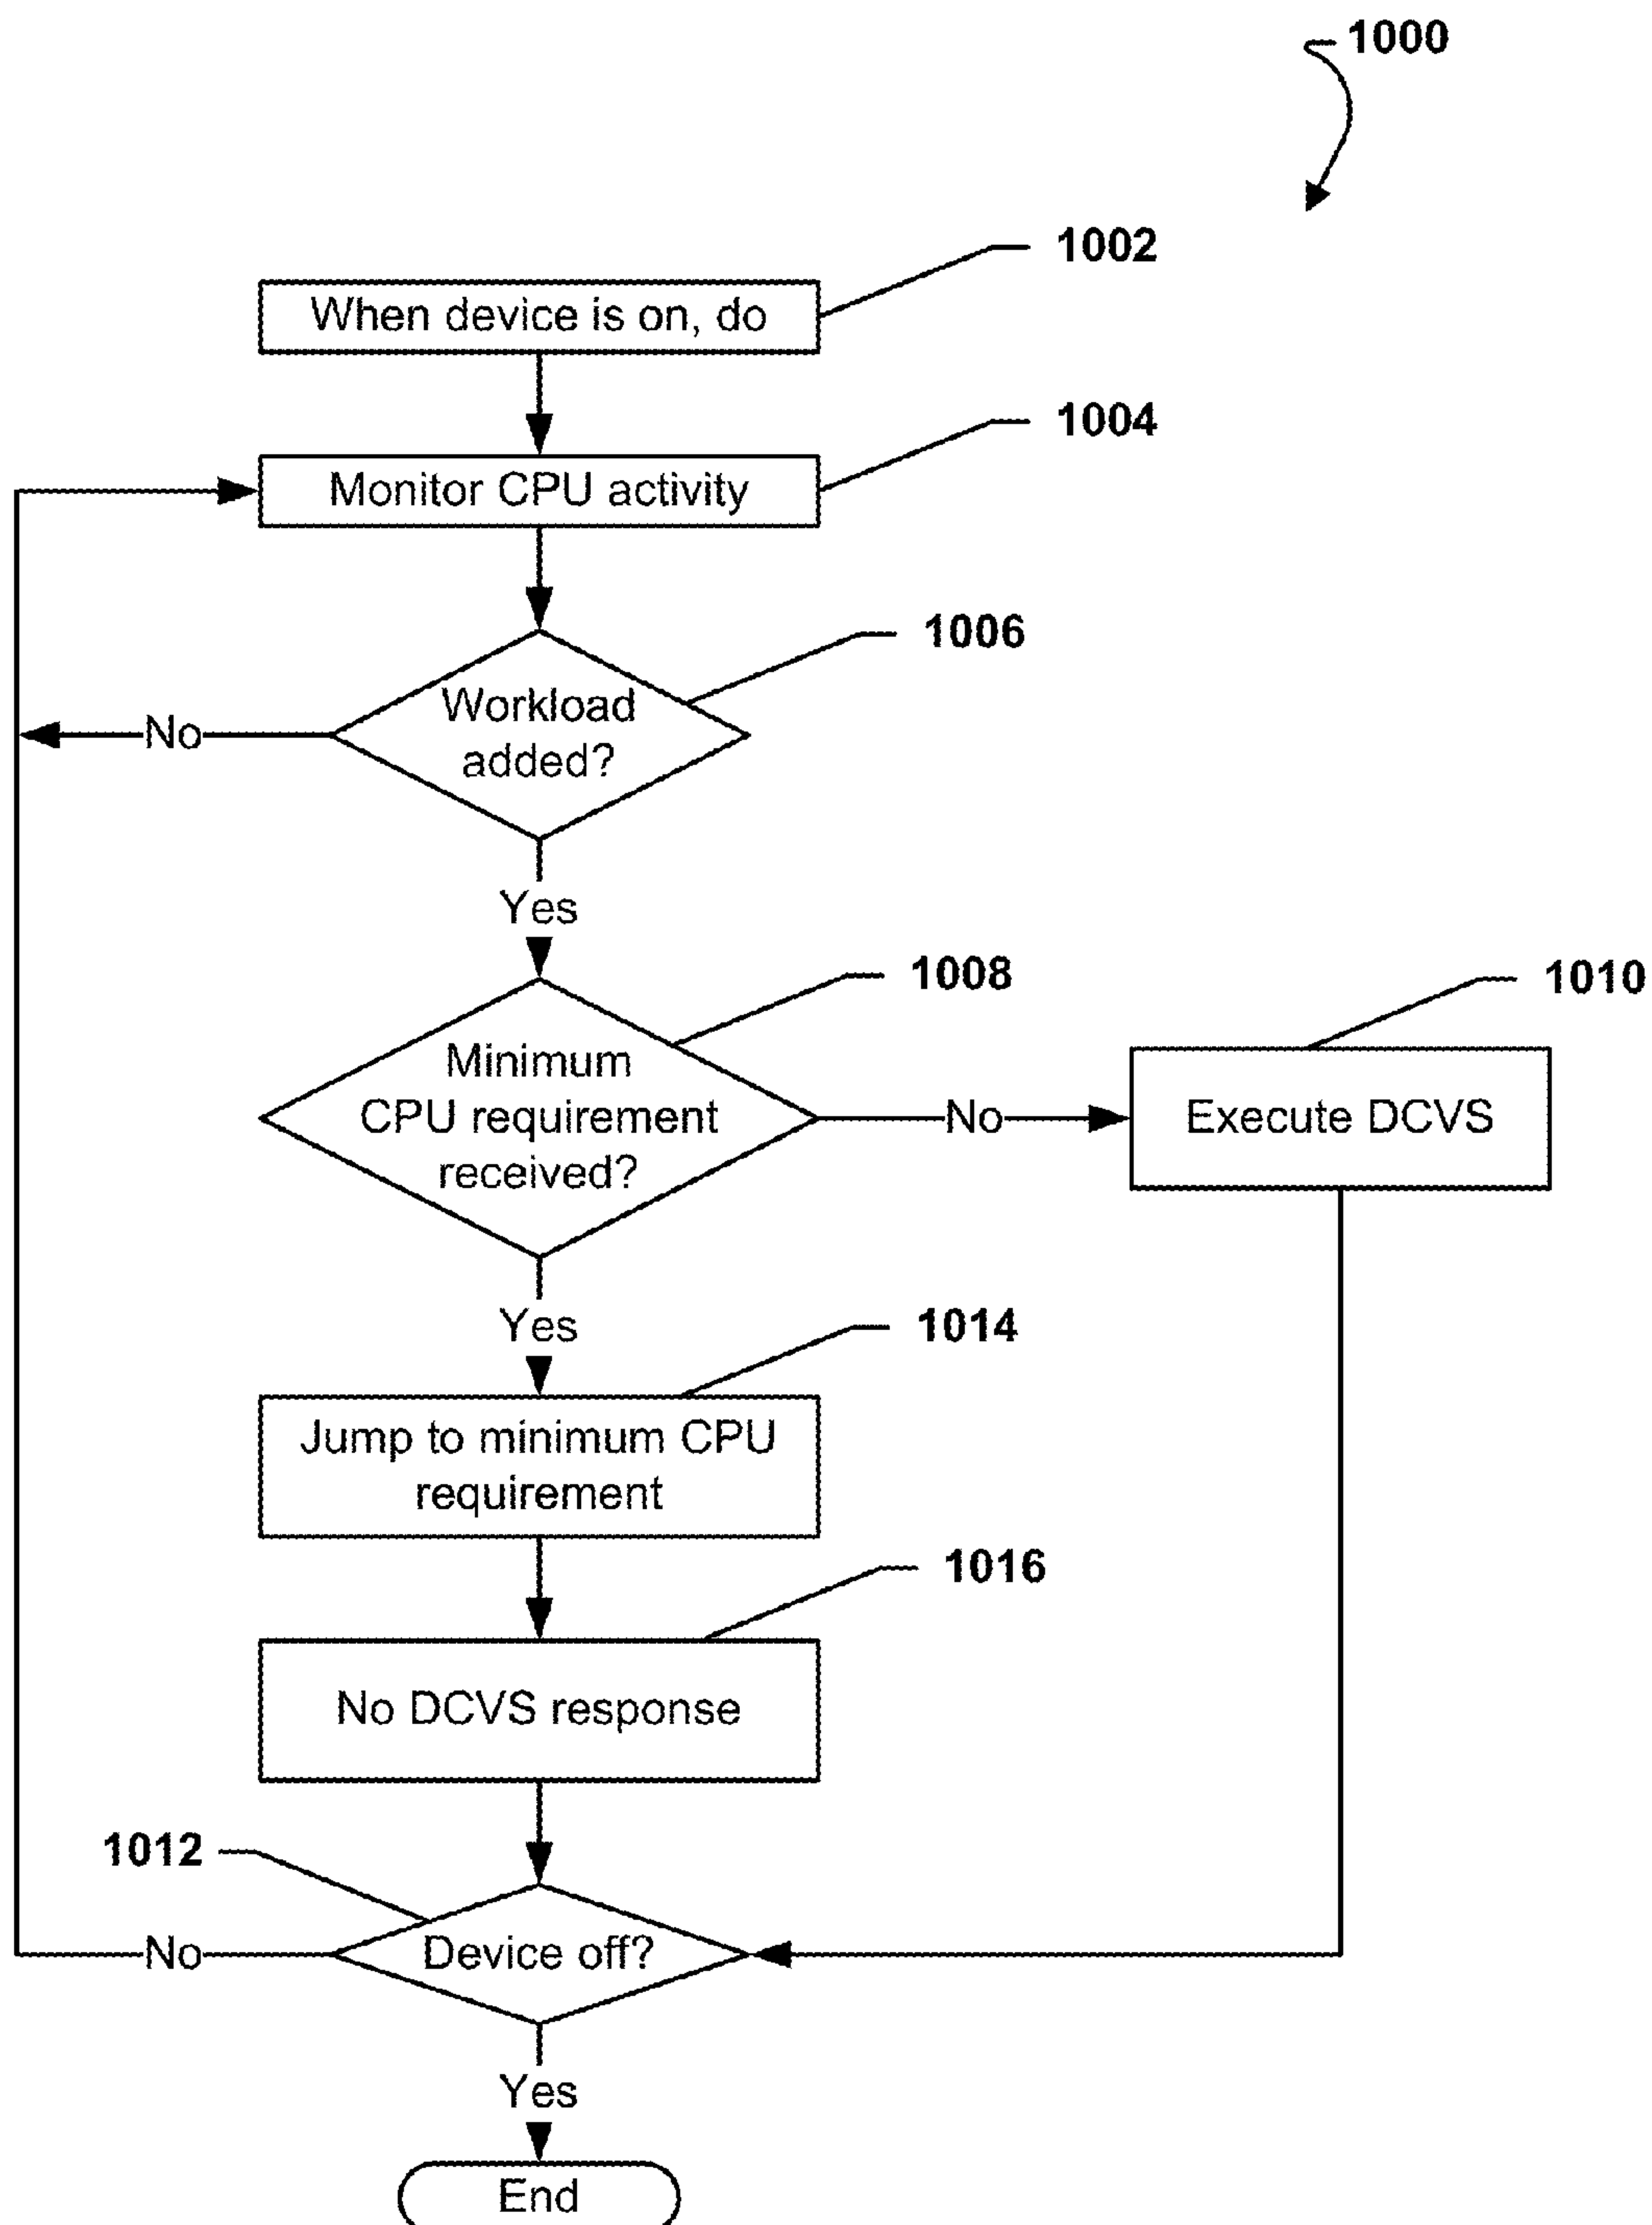 1000
1002
When device is on, do
1004
Monitor CPU activity
1006
Workload
added?
No
Yes
1008
1010
Minimum
CPU requirement
received?
No
Execute DCVS
Yes
1014
Jump to minimum CPU
requirement
1016
No DCVS response
1012
Device off?
No
Yes
End